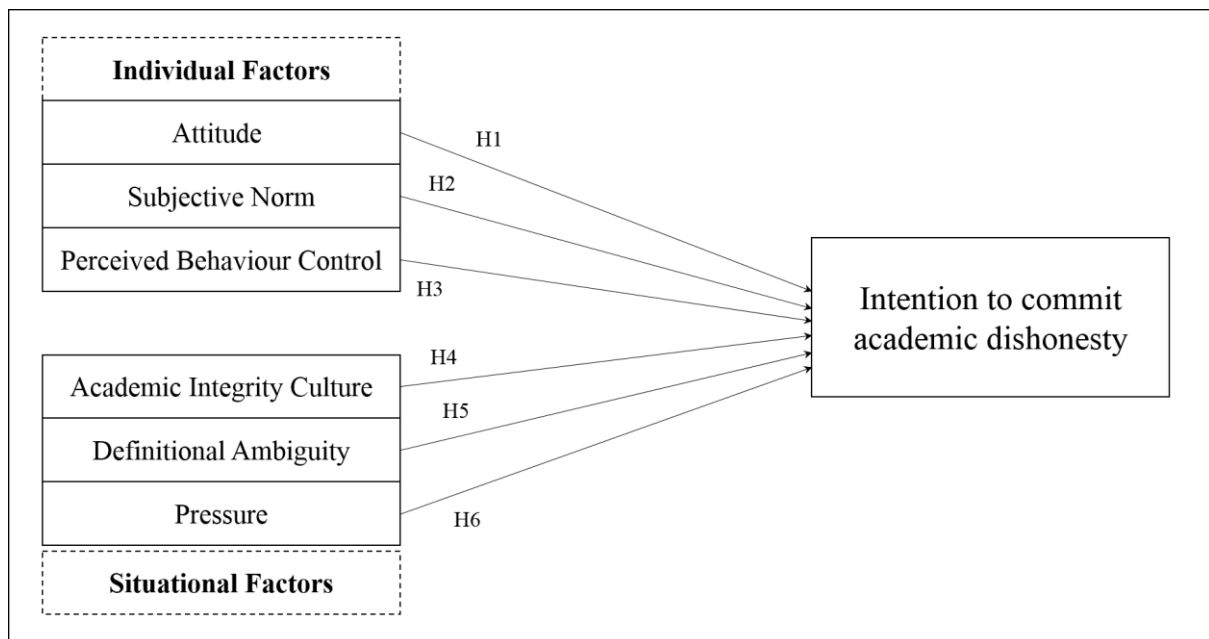 Individual Factors
Attitude
Subjective Norm
Perceived Behaviour Control
H1
H2
H3
Intention to commit
academic dishonesty
H4
H5
H6
Academic Integrity Culture
Definitional Ambiguity
Pressure
Situational Factors